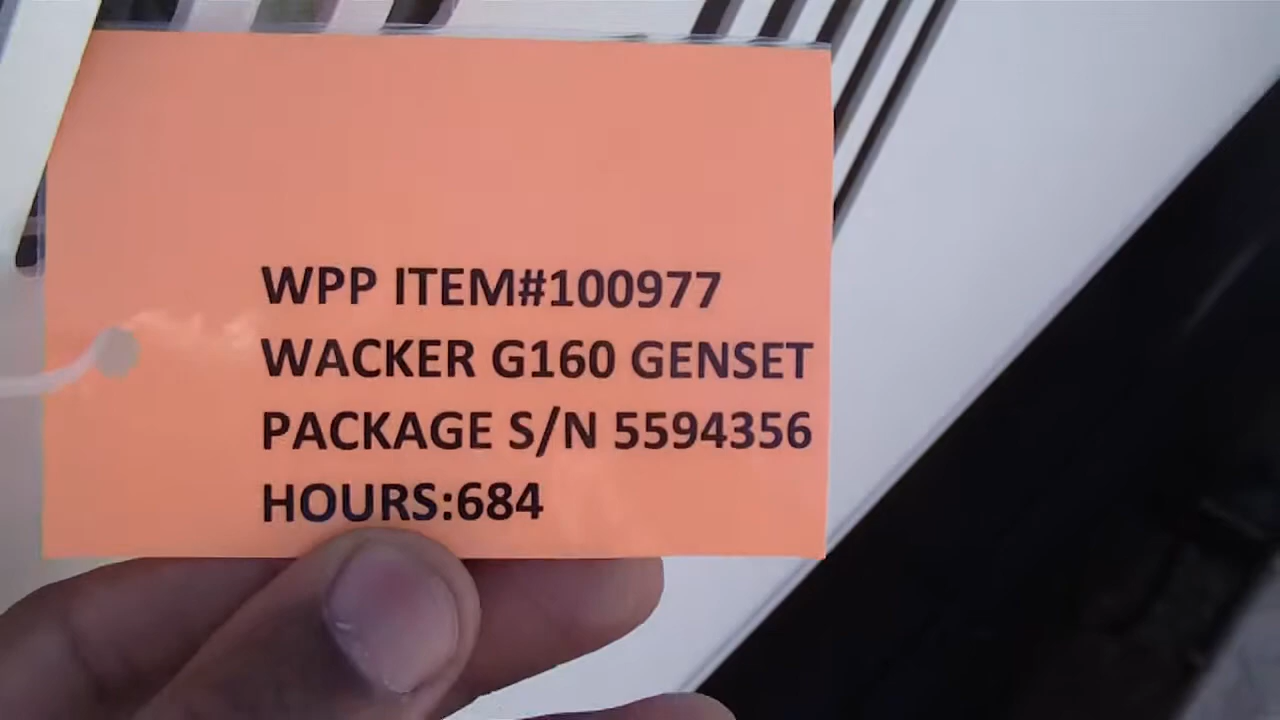 WPP ITEM#100977
WACKER G160 GENSET
PACKAGE S/N 5594356
HOURS:684